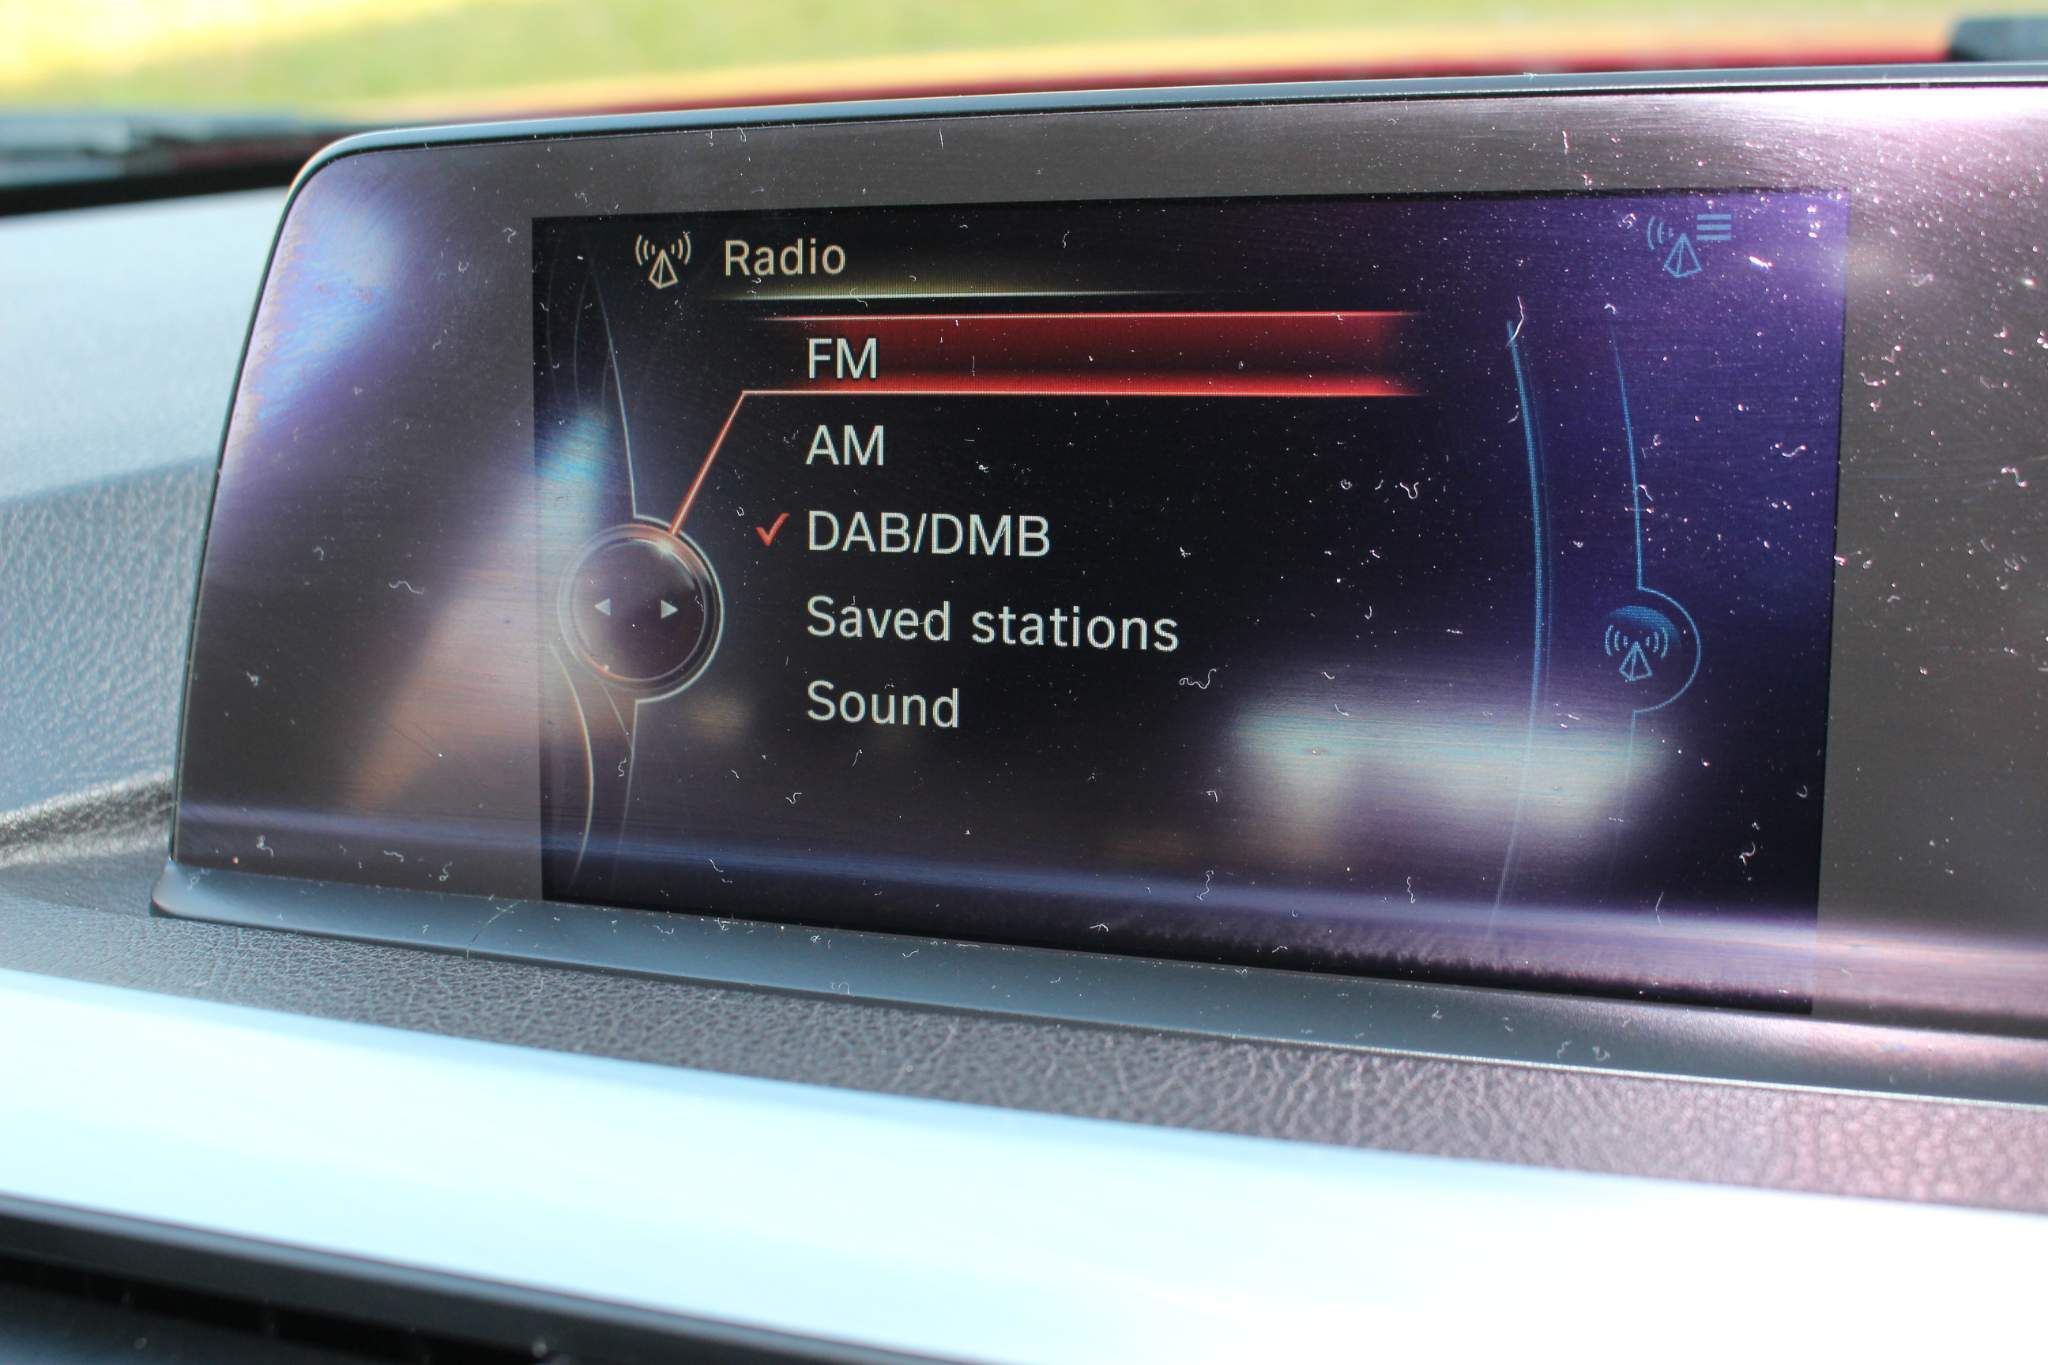 Radio
FM
AM
DAB/DMB
Saved stations
Sound